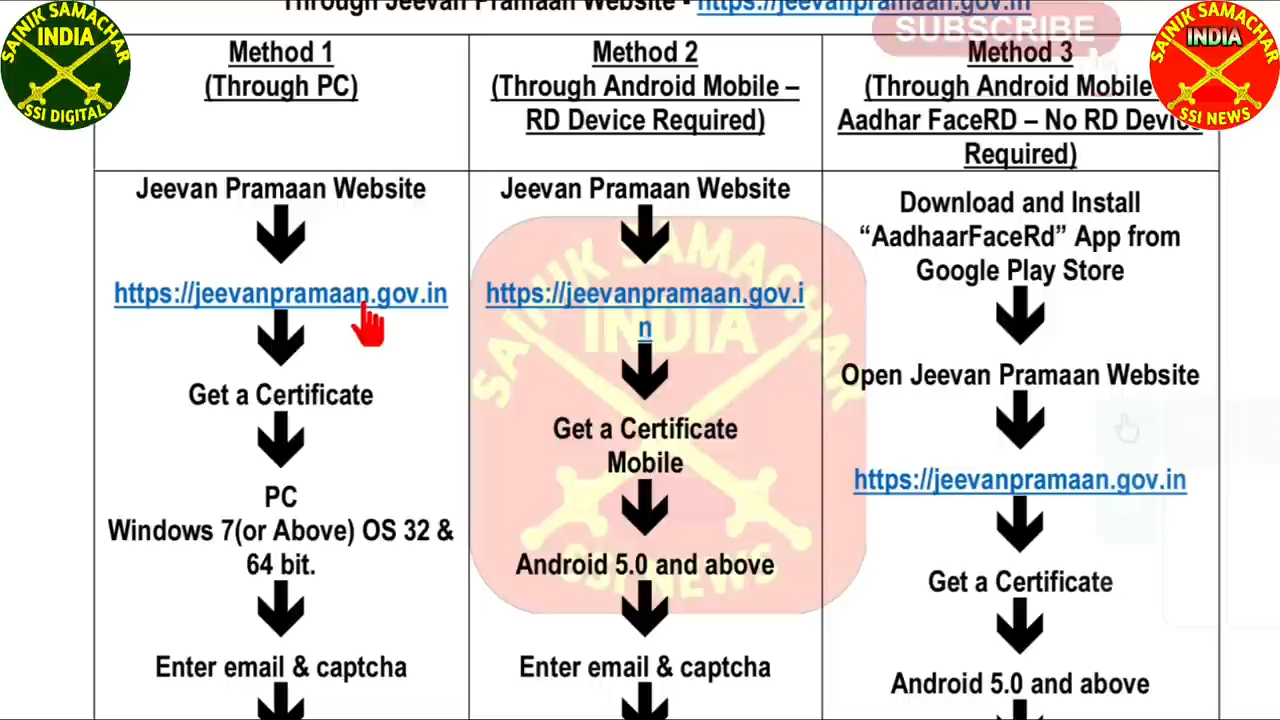 Through Jeevan Pramaan Website - https://jeevanpramaan.gov.in
SUBSCRIBE
SAINIK SAMACHAR
INDIA
SSI DIGITAL
SAINIK SAMACHAR
INDIA
SSI NEWS
Method 1
(Through PC)
Jeevan Pramaan Website
https://jeevanpramaan.gov.in
Get a Certificate
PC
Windows 7(or Above) OS 32 &
64 bit.
Enter email & captcha
Method 2
(Through Android Mobile –
RD Device Required)
Jeevan Pramaan Website
https://jeevanpramaan.gov.i
n
Get a Certificate
Mobile
Android 5.0 and above
Enter email & captcha
SAINIK SAMACHAR
INDIA
SSI NEWS
Method 3
(Through Android Mobile
Aadhar FaceRD – No RD Device
Required)
Download and Install
“AadhaarFaceRd” App from
Google Play Store
Open Jeevan Pramaan Website
https://jeevanpramaan.gov.in
Get a Certificate
Android 5.0 and above